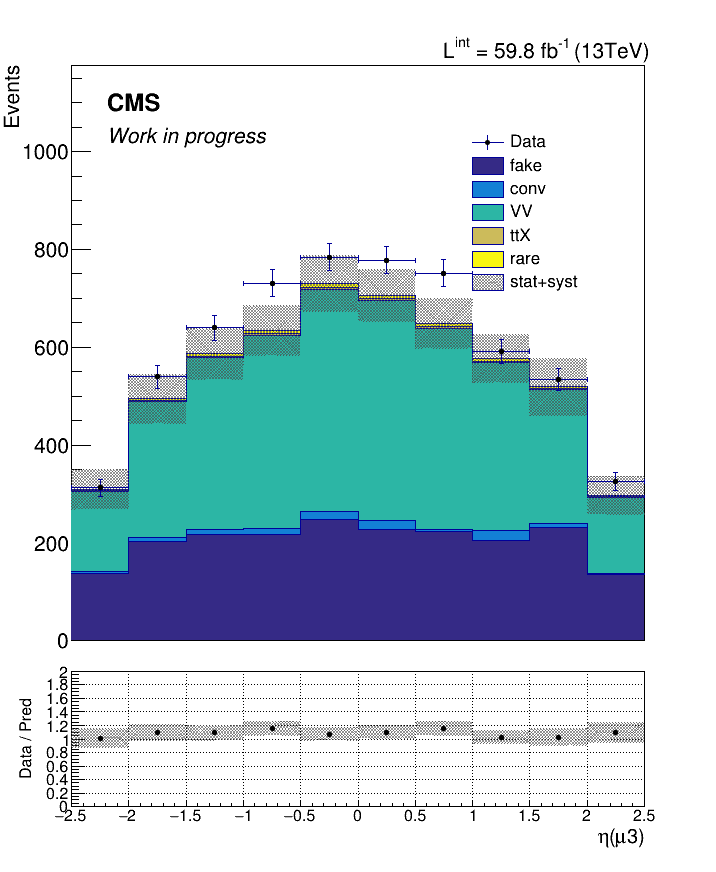 L^int = 59.8 fb^-1 (13TeV)
Events
CMS
Work in progress
Data
fake
conv
VV
ttX
rare
stat+syst
1000
800
600
400
200
0
Data / Pred
2
1.8
1.6
1.4
1.2
1
0.8
0.6
0.4
0.2
0
−2.5 −2 −1.5 −1 −0.5 0 0.5 1 1.5 2 2.5
η(μ3)